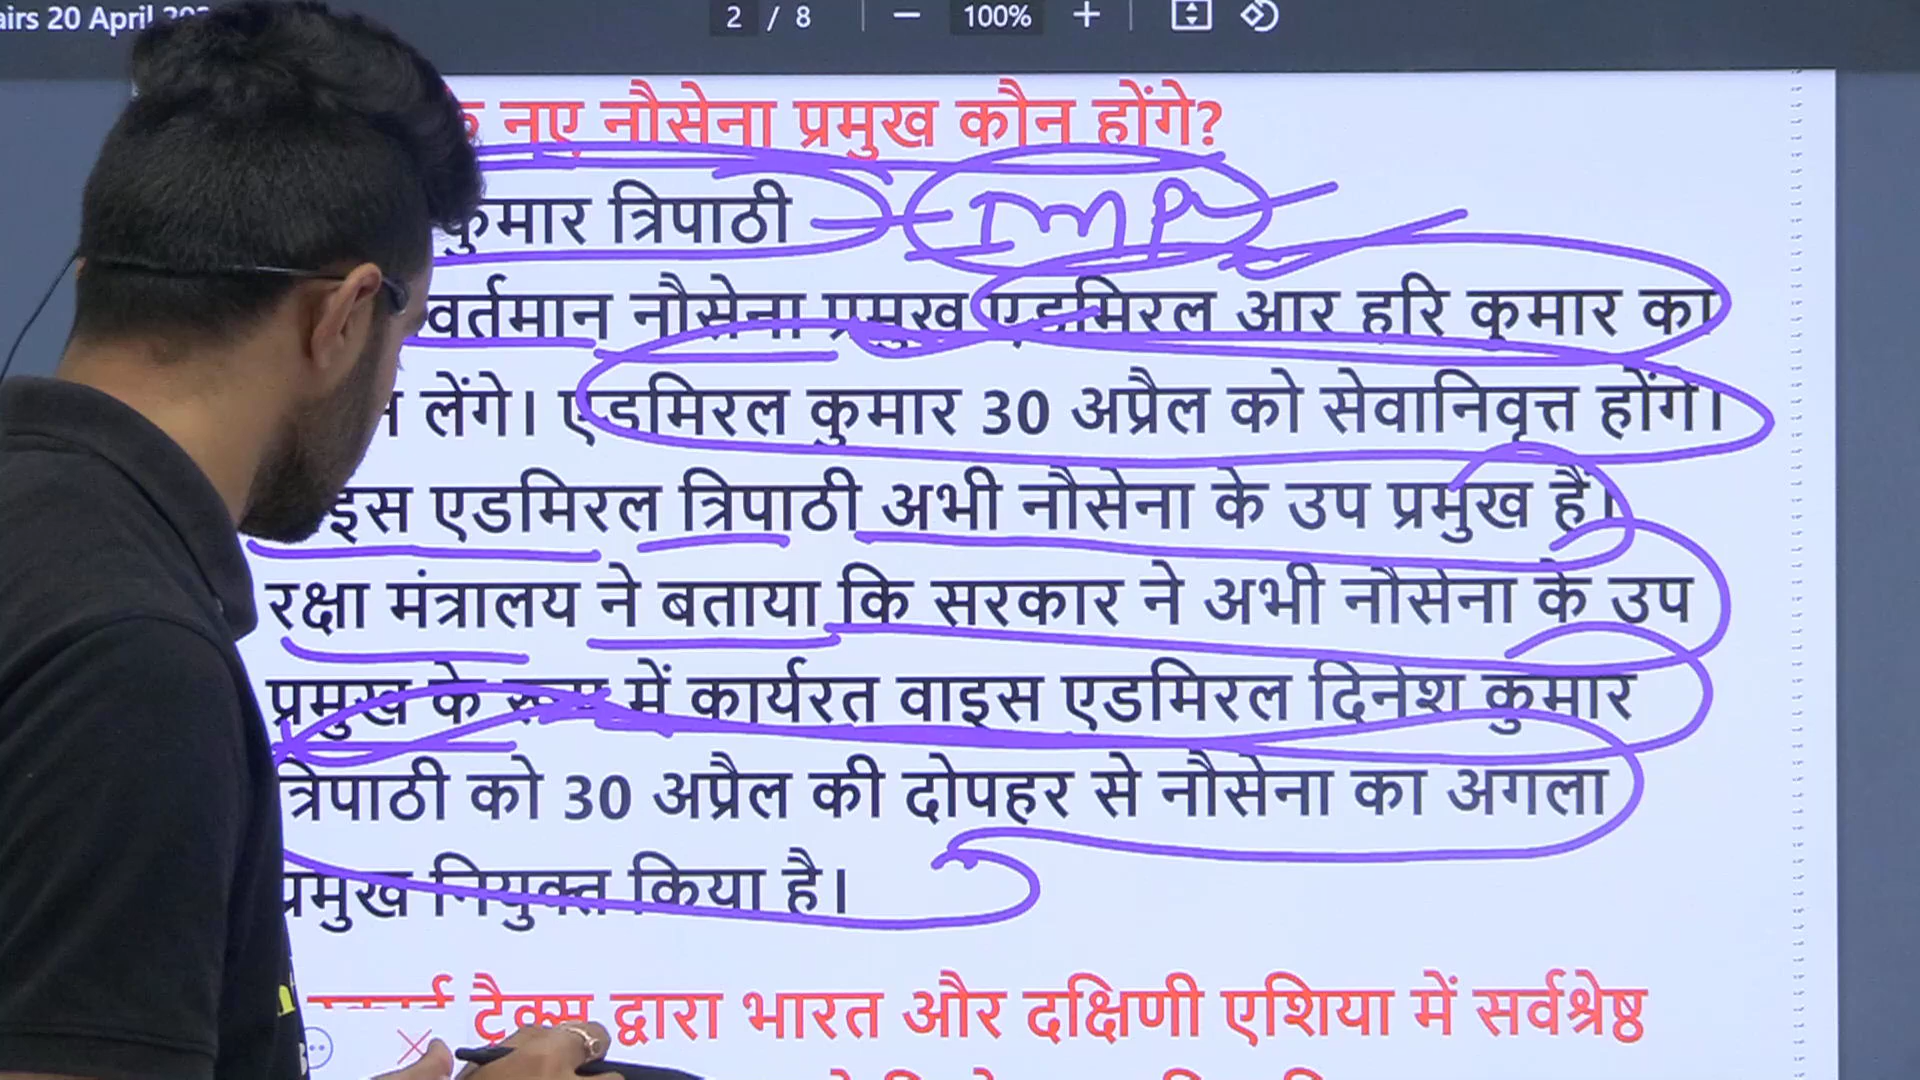 airs 20 April
2 / 8 — 100% +
नए नौसेना प्रमुख कौन होंगे?
कुमार त्रिपाठी IMP
वर्तमान नौसेना प्रमुख एडमिरल आर हरि कुमार का
लेंगे। एडमिरल कुमार 30 अप्रैल को सेवानिवृत्त होंगे।
इस एडमिरल त्रिपाठी अभी नौसेना के उप प्रमुख हैं।
रक्षा मंत्रालय ने बताया कि सरकार ने अभी नौसेना के उप
प्रमुख के रूप में कार्यरत वाइस एडमिरल दिनेश कुमार
त्रिपाठी को 30 अप्रैल की दोपहर से नौसेना का अगला
प्रमुख नियुक्त किया है।
ट्रैक्स द्वारा भारत और दक्षिणी एशिया में सर्वश्रेष्ठ